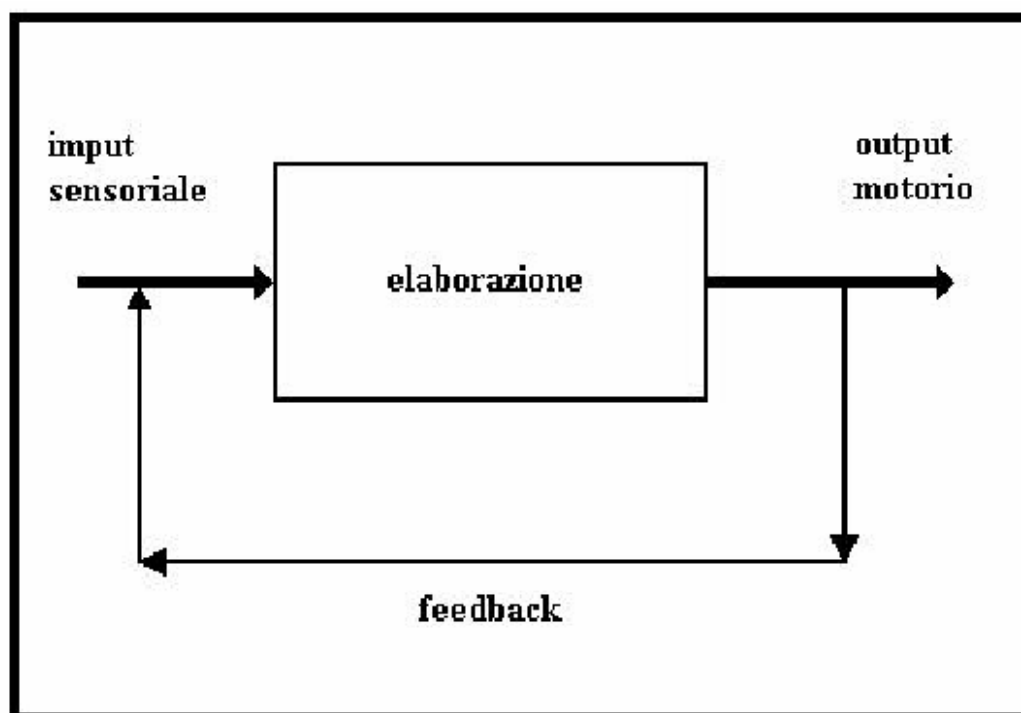 imput
sensoriale
output
motorio
elaborazione
feedback